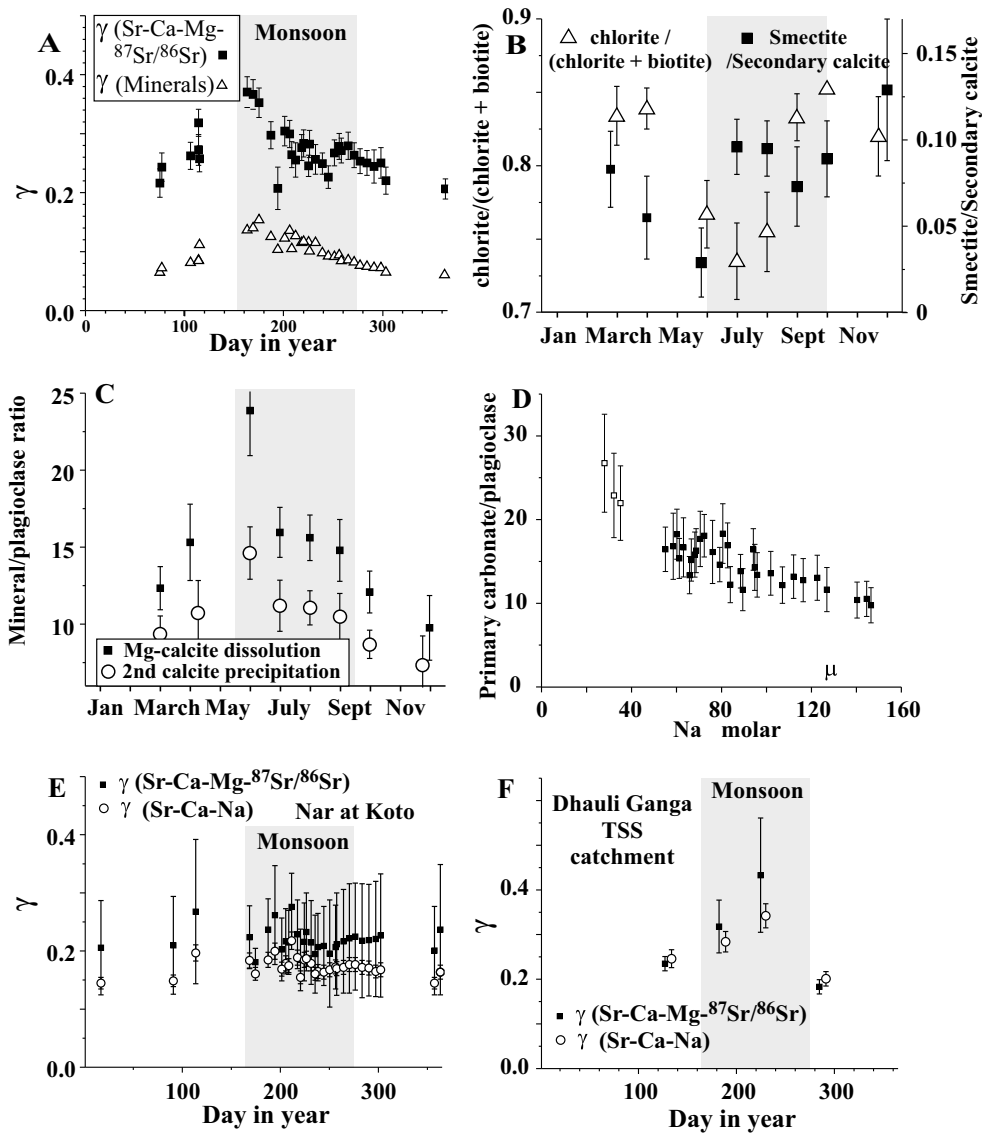 A
γ (Sr-Ca-Mg-
87Sr/86Sr) ■
γ (Minerals) △
Monsoon
0.4
0.2
0.0
γ
0 100 200 300
Day in year
B
△ chlorite / (chlorite + biotite)
■ Smectite /Secondary calcite
0.9
0.8
0.7
chlorite/(chlorite + biotite)
0.15
0.10
0.05
0
Smectite/Secondary calcite
Jan March May July Sept Nov
C
25
20
15
10
Mineral/plagioclase ratio
■ Mg-calcite dissolution
○ 2nd calcite precipitation
Jan March May July Sept Nov
D
30
20
10
0
Primary carbonate/plagioclase
μ
0 40 80 120 160
Na molar
E
■ γ (Sr-Ca-Mg-87Sr/86Sr)
○ γ (Sr-Ca-Na)
Nar at Koto
Monsoon
0.4
0.2
0.0
γ
0 100 200 300
Day in year
F
Dhauli Ganga
TSS
catchment
Monsoon
0.4
0.2
0.0
γ
■ γ (Sr-Ca-Mg-87Sr/86Sr)
○ γ (Sr-Ca-Na)
0 100 200 300
Day in year